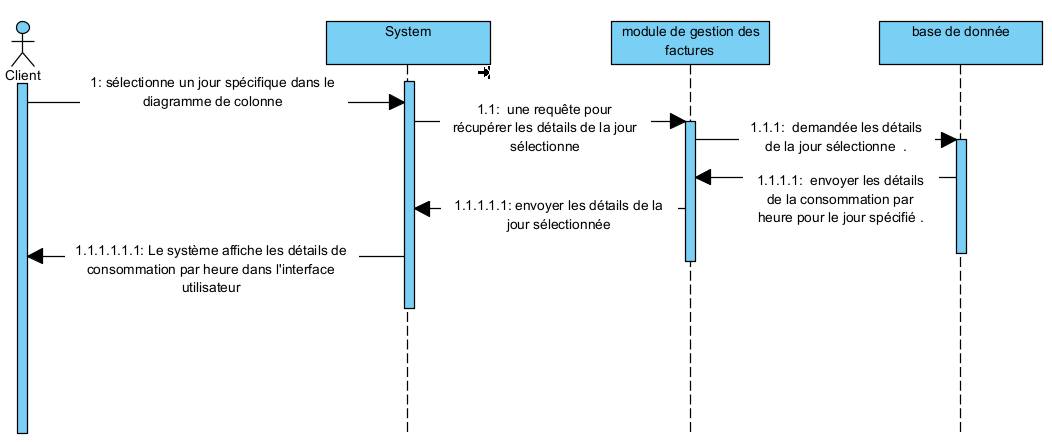 System
module de gestion des
factures
base de donnée
Client
1: sélectionne un jour spécifique dans le
diagramme de colonne
1.1:  une requête pour
récupérer les détails de la jour
sélectionne
1.1.1:  demandée les détails
de la jour sélectionne  .
1.1.1.1:  envoyer les détails
de la consommation par
heure pour le jour spécifié .
1.1.1.1.1: envoyer les détails de la
jour sélectionnée
1.1.1.1.1.1: Le système affiche les détails de
consommation par heure dans l'interface
utilisateur